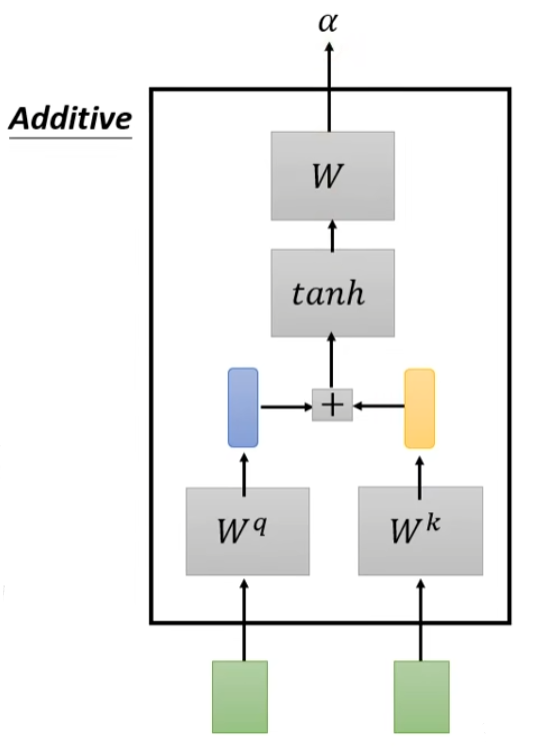 α
Additive
W
tanh
+
W^q W^k